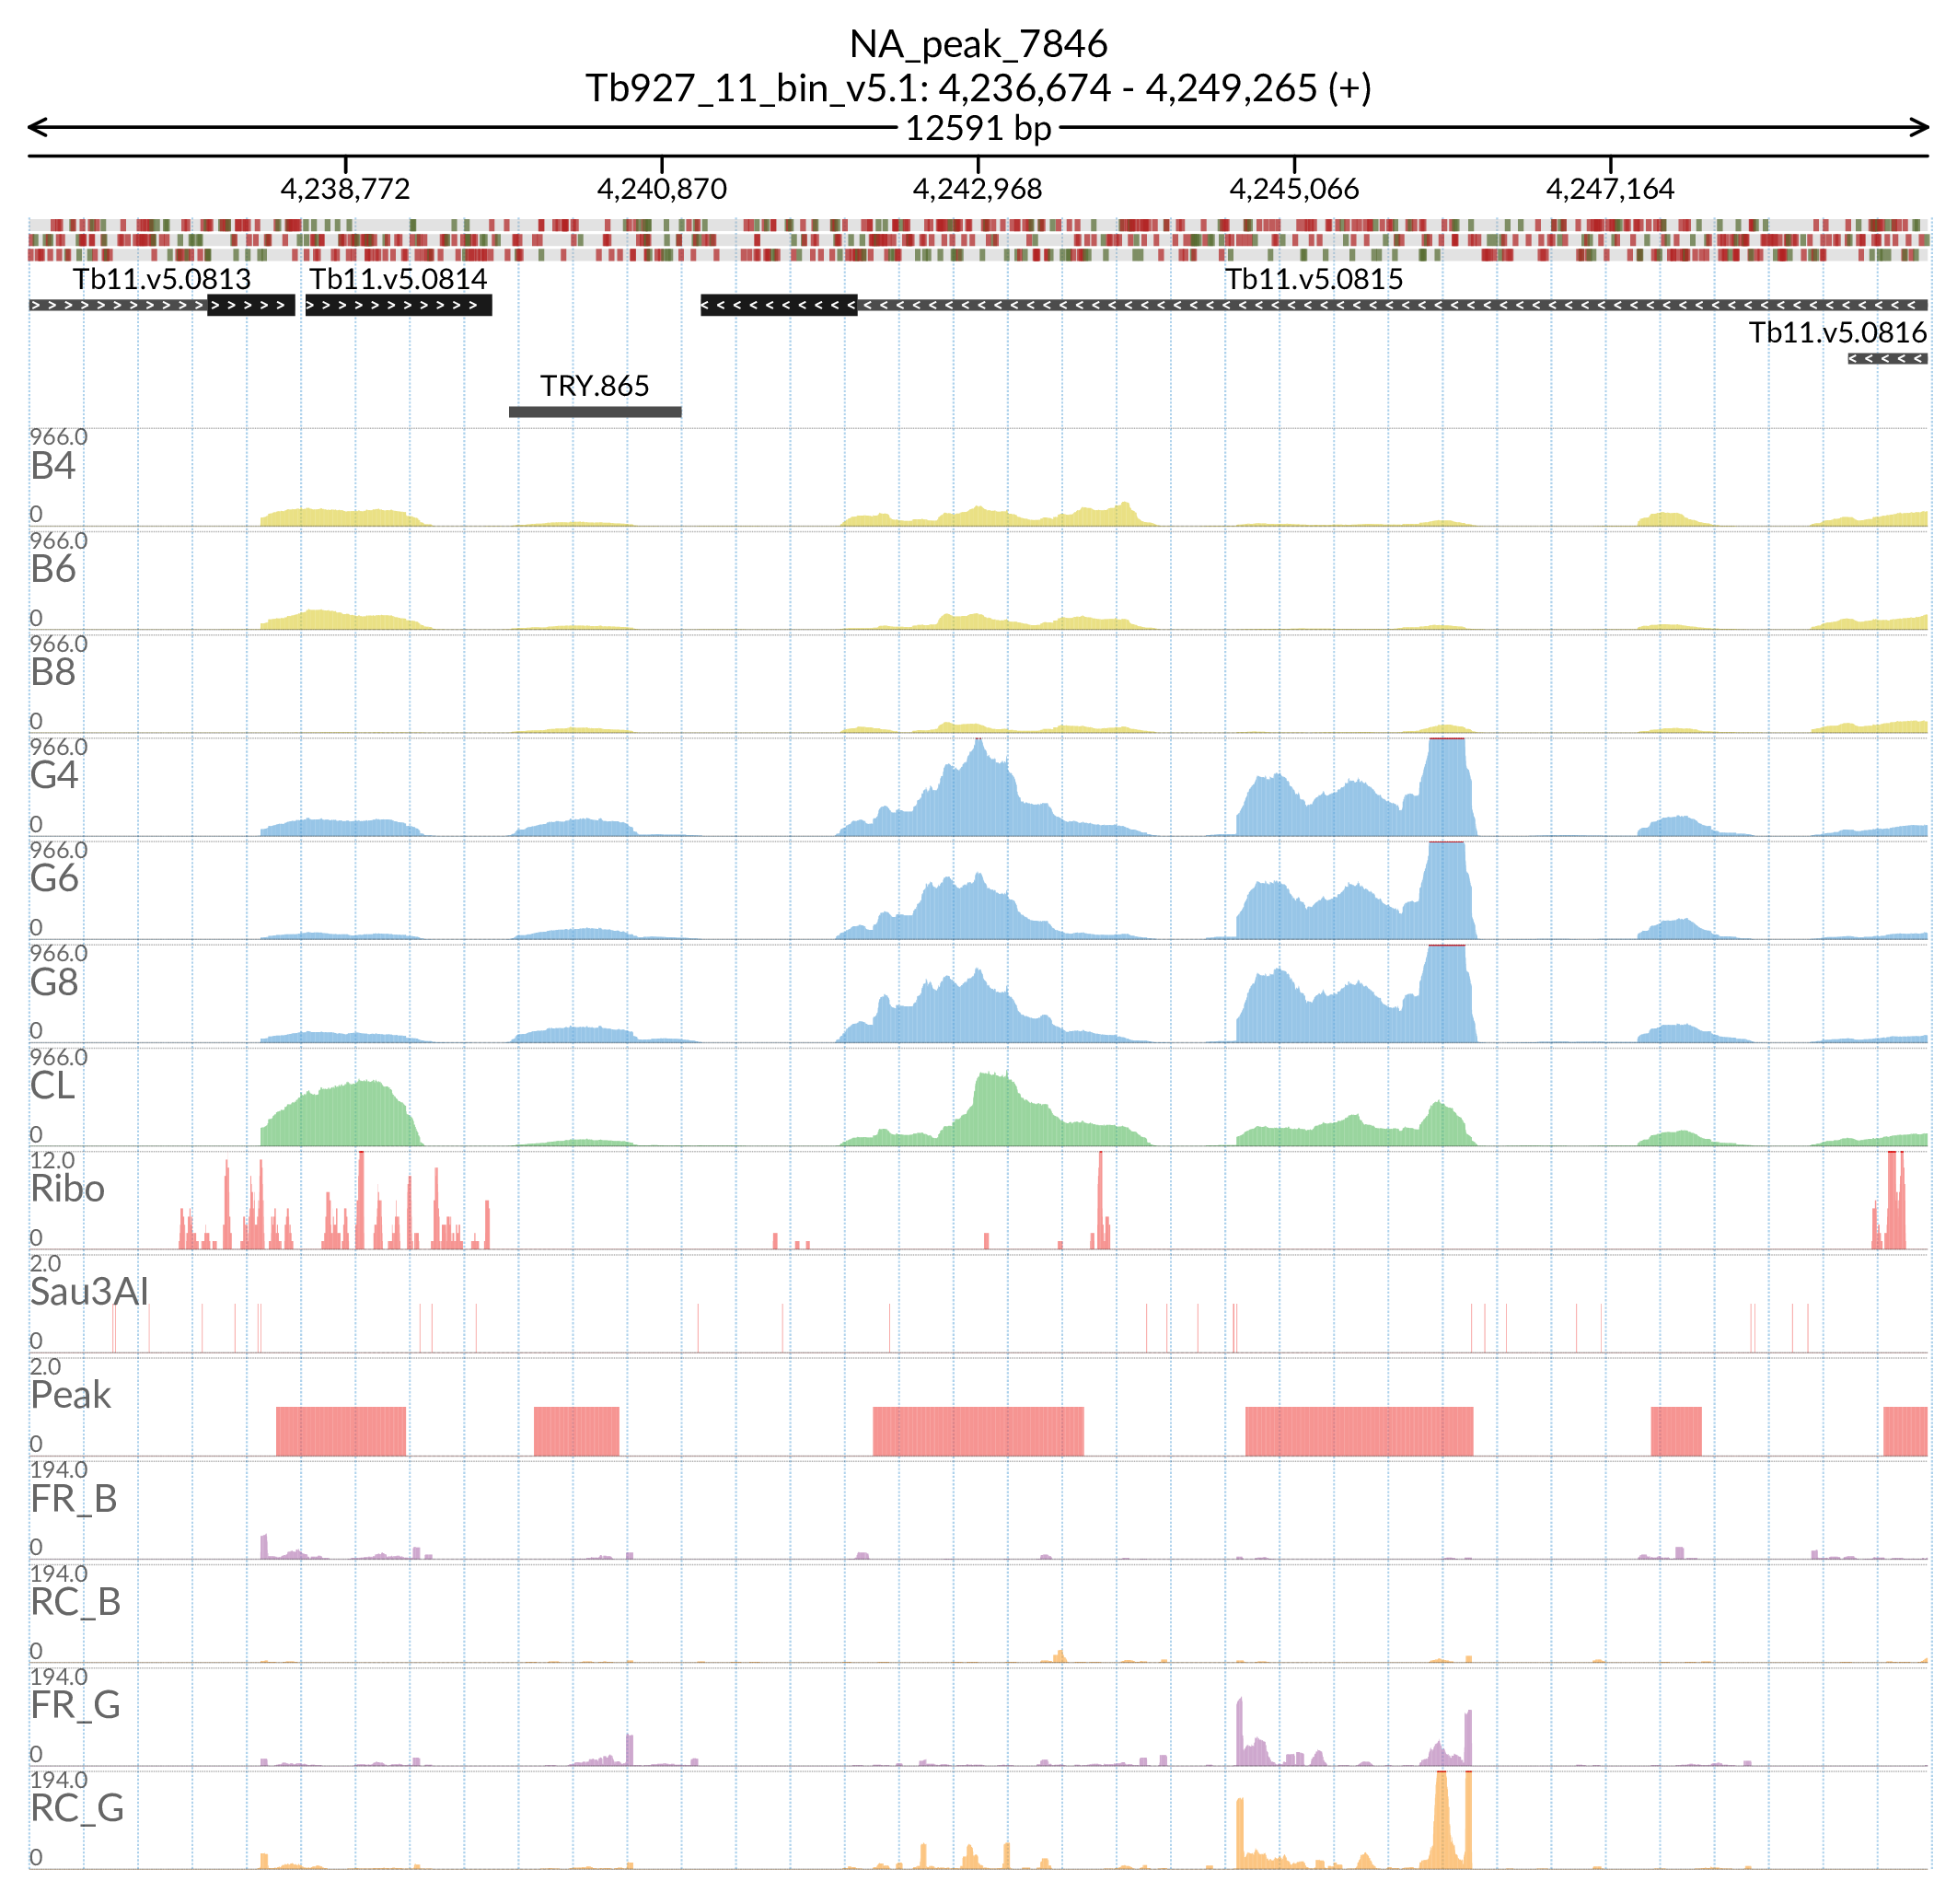 NA_peak_7846
Tb927_11_bin_v5.1: 4,236,674 - 4,249,265 (+)
12591 bp
4,238,772 4,240,870 4,242,968 4,245,066 4,247,164
Tb11.v5.0813 Tb11.v5.0814 Tb11.v5.0815
Tb11.v5.0816
TRY.865
966.0
B4
0
966.0
B6
0
966.0
B8
0
966.0
G4
0
966.0
G6
0
966.0
G8
0
966.0
CL
0
12.0
Ribo
0
2.0
Sau3AI
0
2.0
Peak
0
194.0
FR_B
0
194.0
RC_B
0
194.0
FR_G
0
194.0
RC_G
0